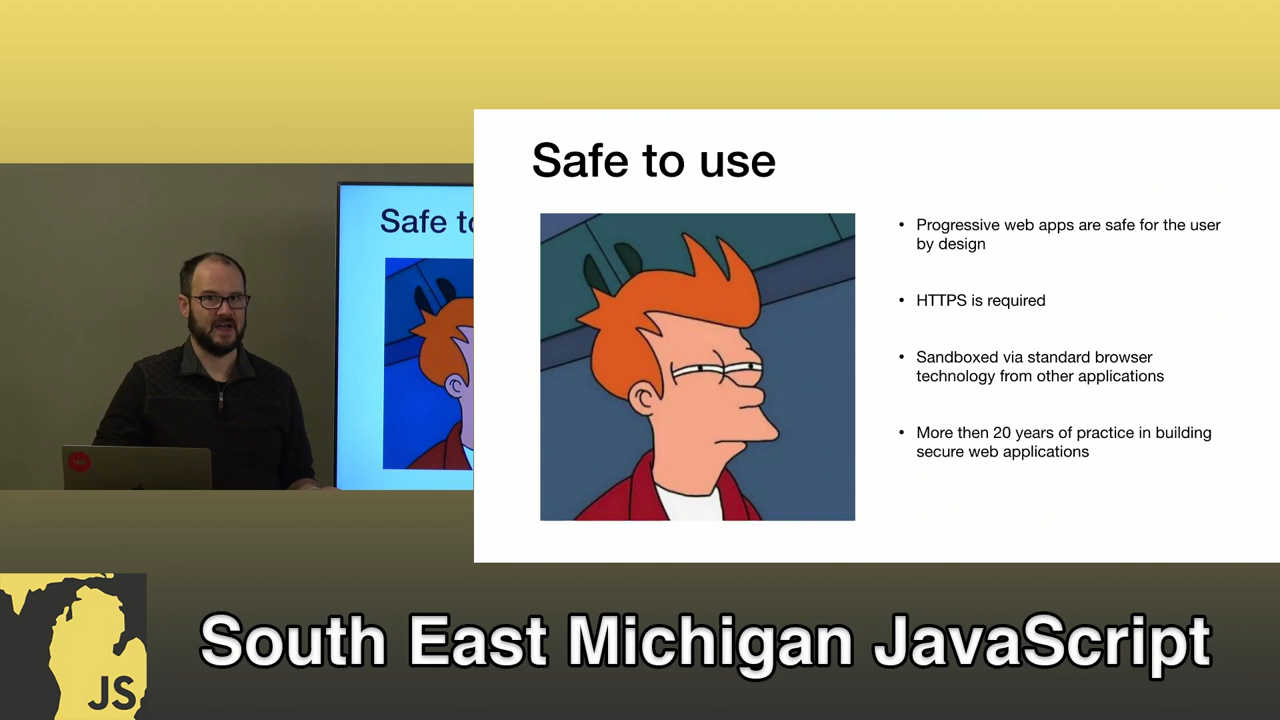 Safe to use
• Progressive web apps are safe for the user
by design
• HTTPS is required
• Sandboxed via standard browser
technology from other applications
• More then 20 years of practice in building
secure web applications
Safe to
JS
South East Michigan JavaScript